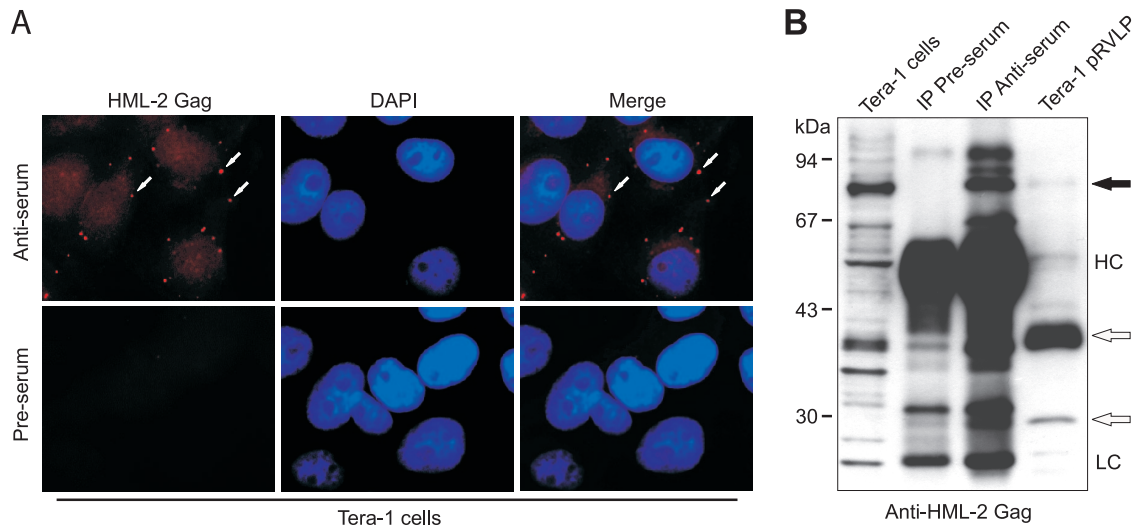 A
HML-2 Gag
DAPI
Merge
Anti-serum
Pre-serum
Tera-1 cells
B
Tera-1 cells
IP Pre-serum
IP Anti-serum
Tera-1 pRVLP
kDa
94
67
43
30
HC
LC
Anti-HML-2 Gag